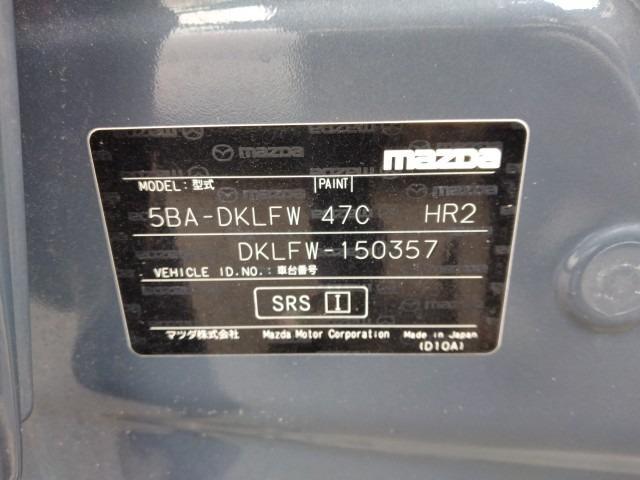 mazda
MODEL: 型式 PAINT
5BA-DKLFW 47C HR2
DKLFW-150357
VEHICLE ID.NO.: 車台番号
SRS I
マツダ株式会社 Mazda Motor Corporation Made in Japan
(D10A)